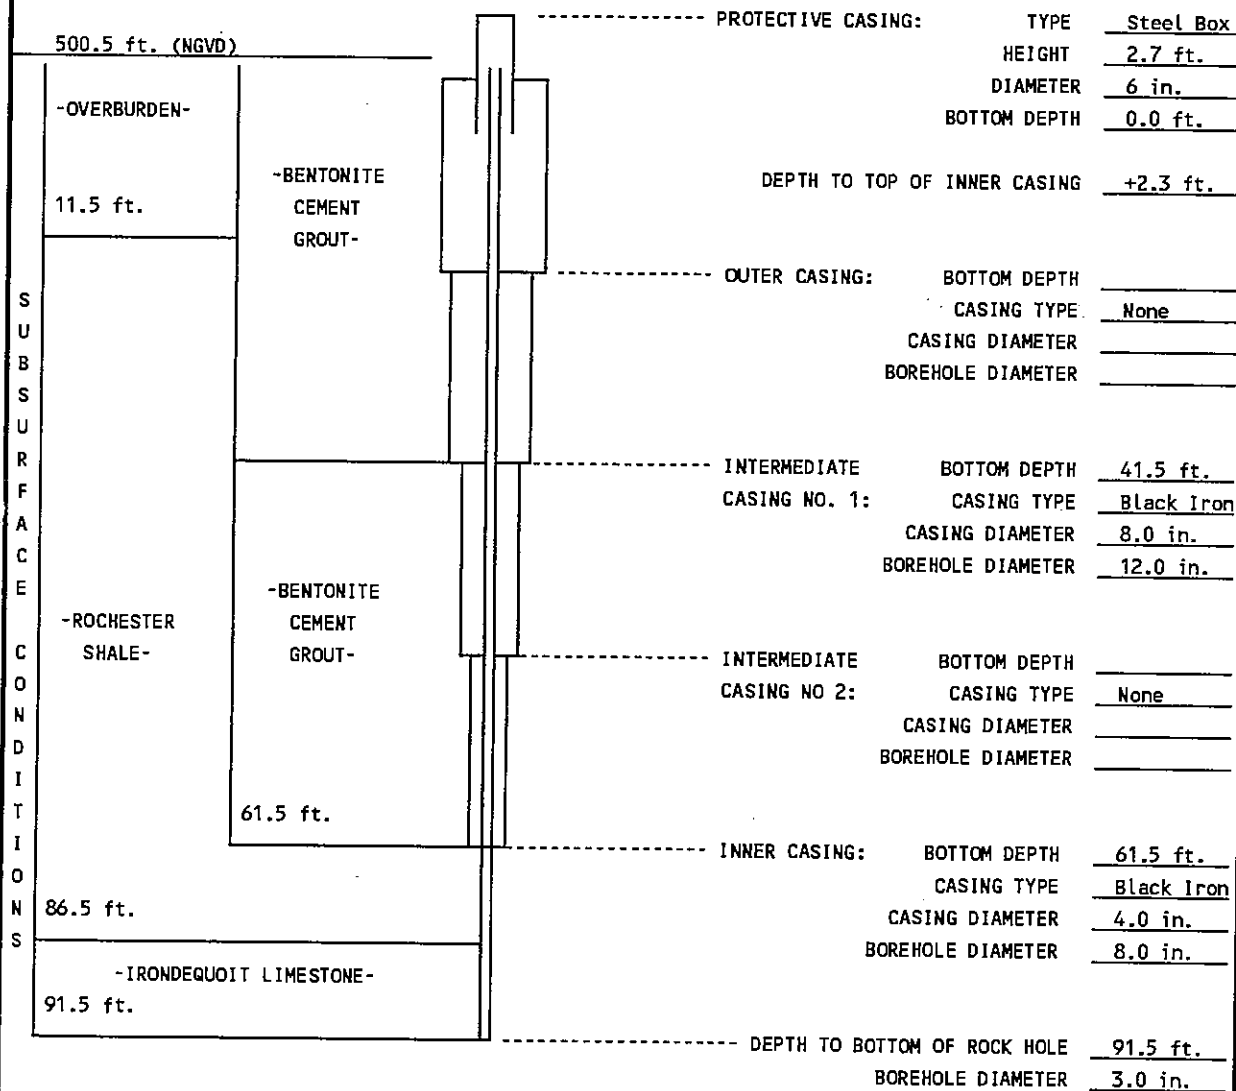 PROTECTIVE CASING: TYPE Steel Box
500.5 ft. (NGVD)
HEIGHT 2.7 ft.
DIAMETER 6 in.
-OVERBURDEN-
BOTTOM DEPTH 0.0 ft.
-BENTONITE
CEMENT
GROUT-
DEPTH TO TOP OF INNER CASING +2.3 ft.
11.5 ft.
OUTER CASING: BOTTOM DEPTH
CASING TYPE None
CASING DIAMETER
BOREHOLE DIAMETER
SUBSURFACE CONDITIONS
INTERMEDIATE BOTTOM DEPTH 41.5 ft.
CASING NO. 1: CASING TYPE Black Iron
CASING DIAMETER 8.0 in.
BOREHOLE DIAMETER 12.0 in.
-BENTONITE
CEMENT
GROUT-
-ROCHESTER
SHALE-
INTERMEDIATE BOTTOM DEPTH
CASING NO 2: CASING TYPE None
CASING DIAMETER
BOREHOLE DIAMETER
61.5 ft.
INNER CASING: BOTTOM DEPTH 61.5 ft.
CASING TYPE Black Iron
86.5 ft.
CASING DIAMETER 4.0 in.
BOREHOLE DIAMETER 8.0 in.
-IRONDEQUOIT LIMESTONE-
91.5 ft.
DEPTH TO BOTTOM OF ROCK HOLE 91.5 ft.
BOREHOLE DIAMETER 3.0 in.